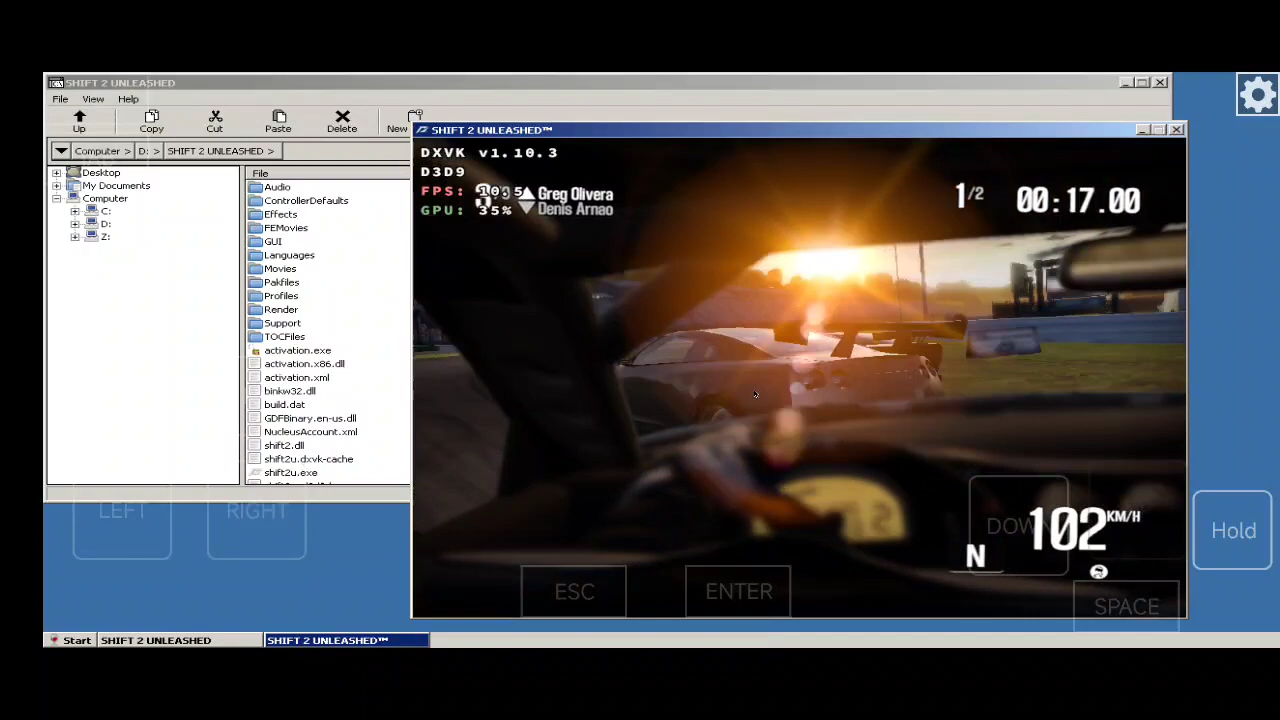 SHIFT 2 UNLEASHED
File View Help
Up Copy Cut Paste Delete New
Computer > D: > SHIFT 2 UNLEASHED >
Desktop
My Documents
Computer
C:
D:
Z:
File
Audio
ControllerDefaults
Effects
FEMovies
GUI
Languages
Movies
Pakfiles
Profiles
Render
Support
TOCFiles
activation.exe
activation.x86.dll
activation.xml
binkw32.dll
build.dat
GDFBinary.en-us.dll
NucleusAccount.xml
shift2.dll
shift2u.dxvk-cache
shift2u.exe
SHIFT 2 UNLEASHED™
DXVK v1.10.3
D3D9
FPS: 10.5
GPU: 35%
Greg Olivera
Denis Arnao
1/2 00:17.00
102 KM/H
N
LEFT RIGHT
DOWN
Hold
ESC ENTER
SPACE
Start SHIFT 2 UNLEASHED SHIFT 2 UNLEASHED™